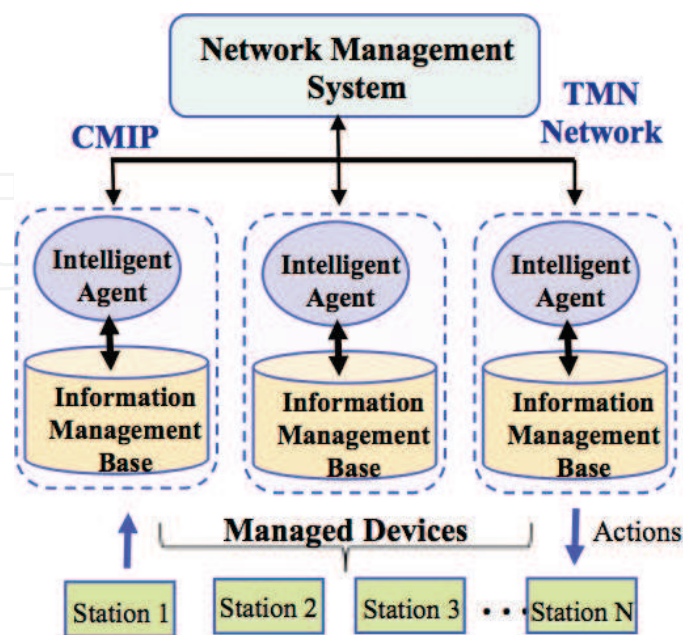 Network Management
System
CMIP
TMN
Network
Intelligent
Agent
Intelligent
Agent
Intelligent
Agent
Information
Management
Base
Information
Management
Base
Information
Management
Base
Managed Devices
Actions
Station 1
Station 2
Station 3
• • •
Station N